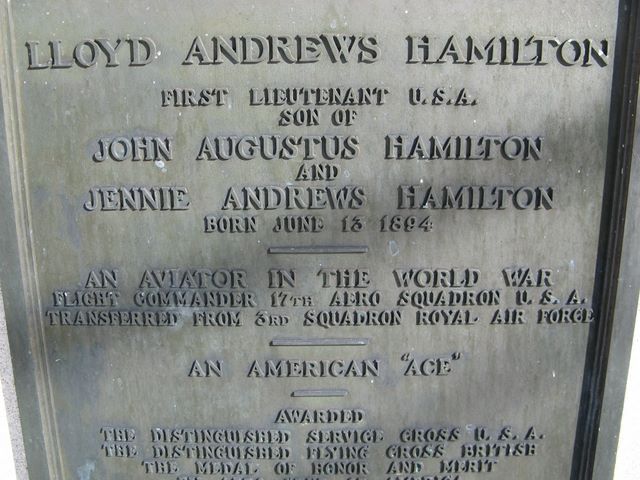 LLOYD ANDREWS HAMILTON
FIRST LIEUTENANT U.S.A.
SON OF
JOHN AUGUSTUS HAMILTON
AND
JENNIE ANDREWS HAMILTON
BORN JUNE 13 1894
AN AVIATOR IN THE WORLD WAR
FLIGHT COMMANDER 17TH AERO SQUADRON U. S. A.
TRANSFERRED FROM 3RD SQUADRON ROYAL AIR FORCE
AN AMERICAN "ACE"
AWARDED
THE DISTINGUISHED SERVICE CROSS U. S. A.
THE DISTINGUISHED FLYING CROSS BRITISH
THE MEDAL OF HONOR AND MERIT